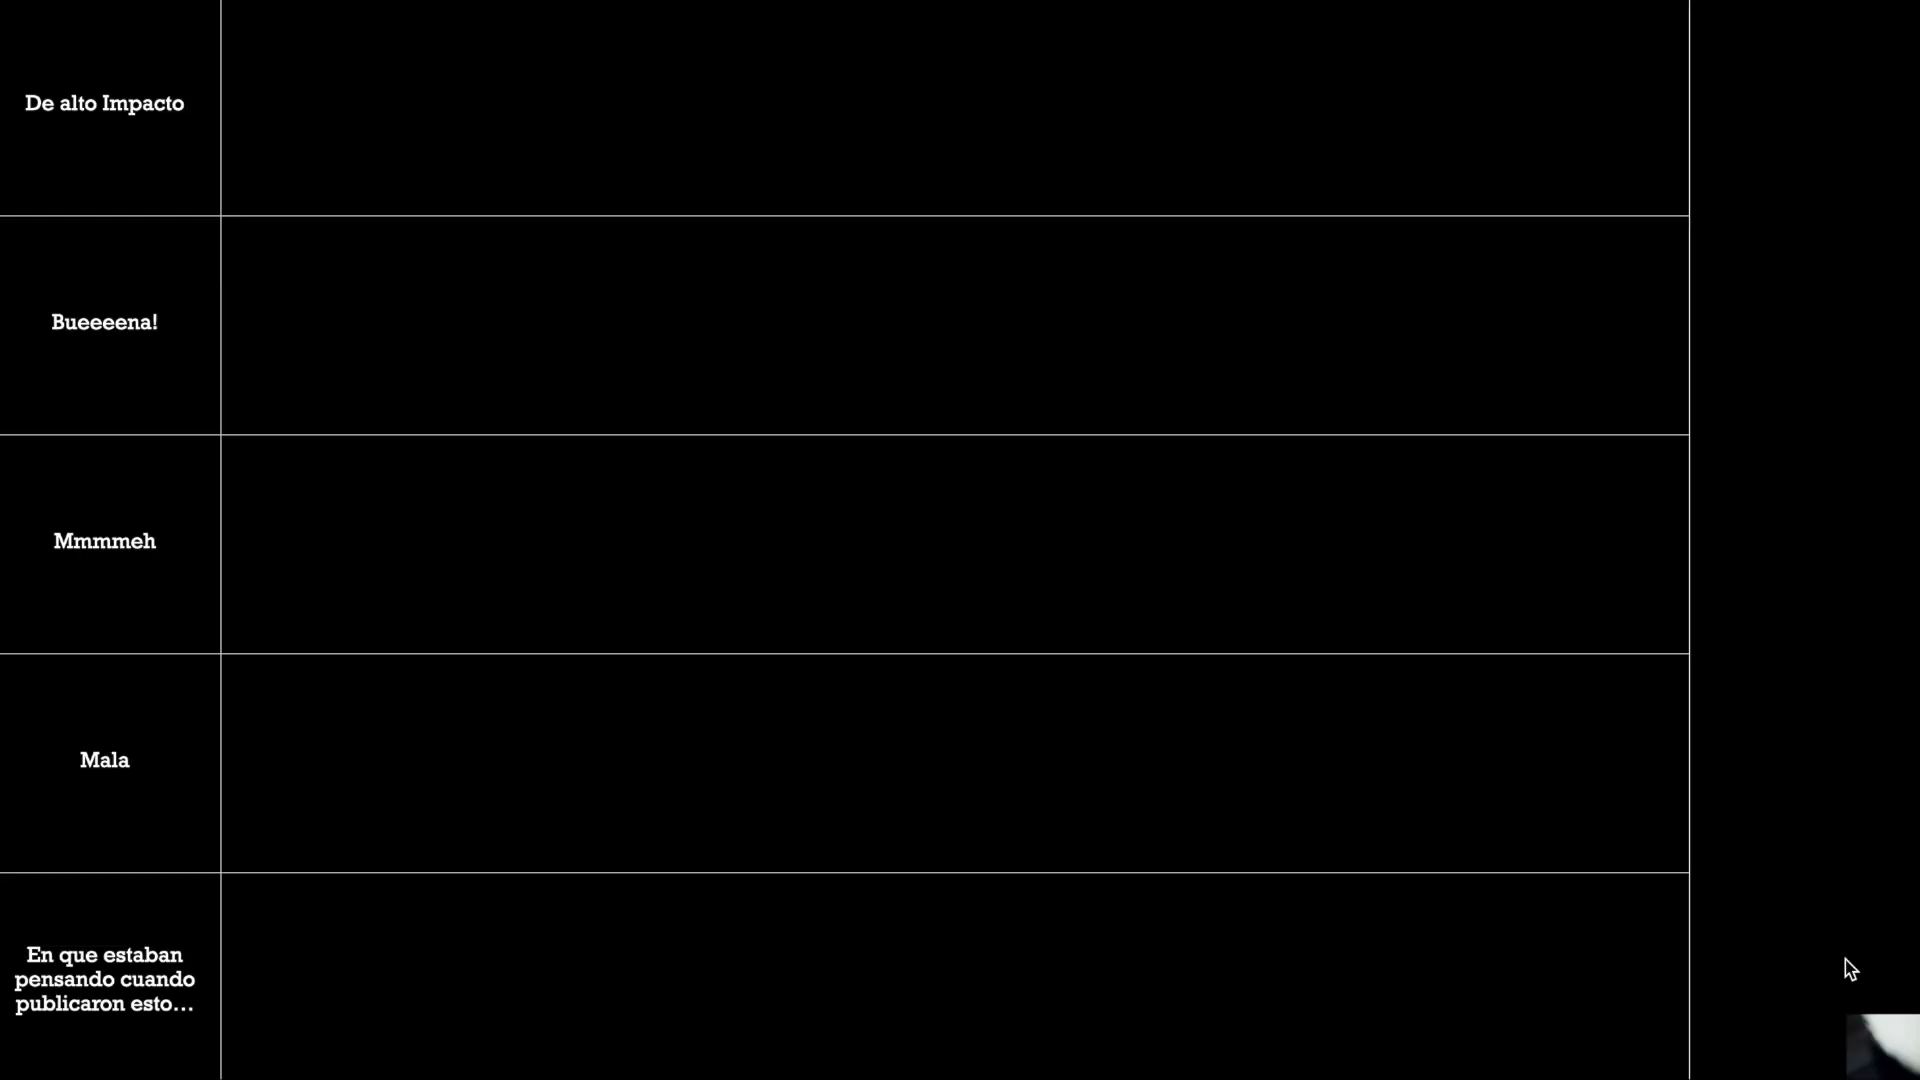 De alto Impacto
Bueeeena!
Mmmmeh
Mala
En que estaban
pensando cuando
publicaron esto...